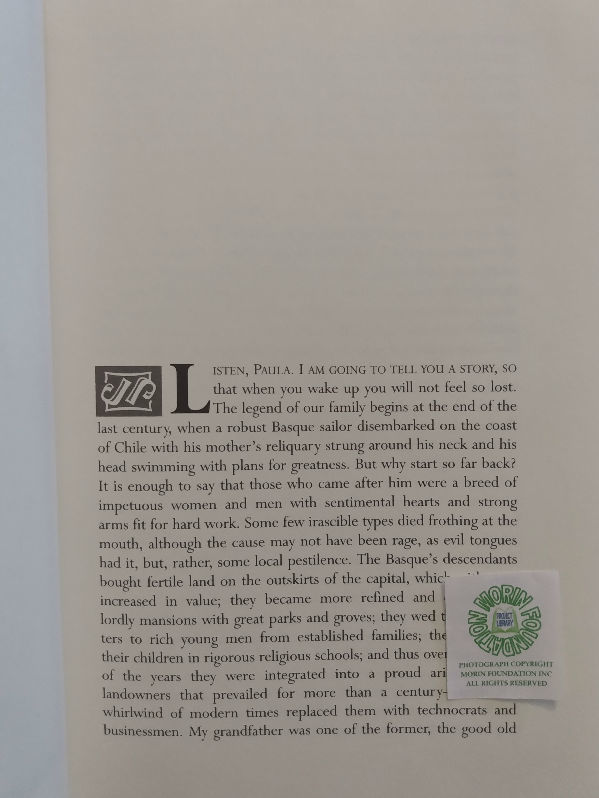 LISTEN, PAULA. I AM GOING TO TELL YOU A STORY, SO
that when you wake up you will not feel so lost.
The legend of our family begins at the end of the
last century, when a robust Basque sailor disembarked on the coast
of Chile with his mother's reliquary strung around his neck and his
head swimming with plans for greatness. But why start so far back?
It is enough to say that those who came after him were a breed of
impetuous women and men with sentimental hearts and strong
arms fit for hard work. Some few irascible types died frothing at the
mouth, although the cause may not have been rage, as evil tongues
had it, but, rather, some local pestilence. The Basque's descendants
bought fertile land on the outskirts of the capital, which
increased in value; they became more refined and
lordly mansions with great parks and groves; they wed
ters to rich young men from established families;
their children in rigorous religious schools; and thus over
of the years they were integrated into a proud
landowners that prevailed for more than a century—
whirlwind of modern times replaced them with technocrats and
businessmen. My grandfather was one of the former, the good old
MORIN FOUNDATION
PROJECT
LIBRARY
PHOTOGRAPH COPYRIGHT
MORIN FOUNDATION INC
ALL RIGHTS RESERVED